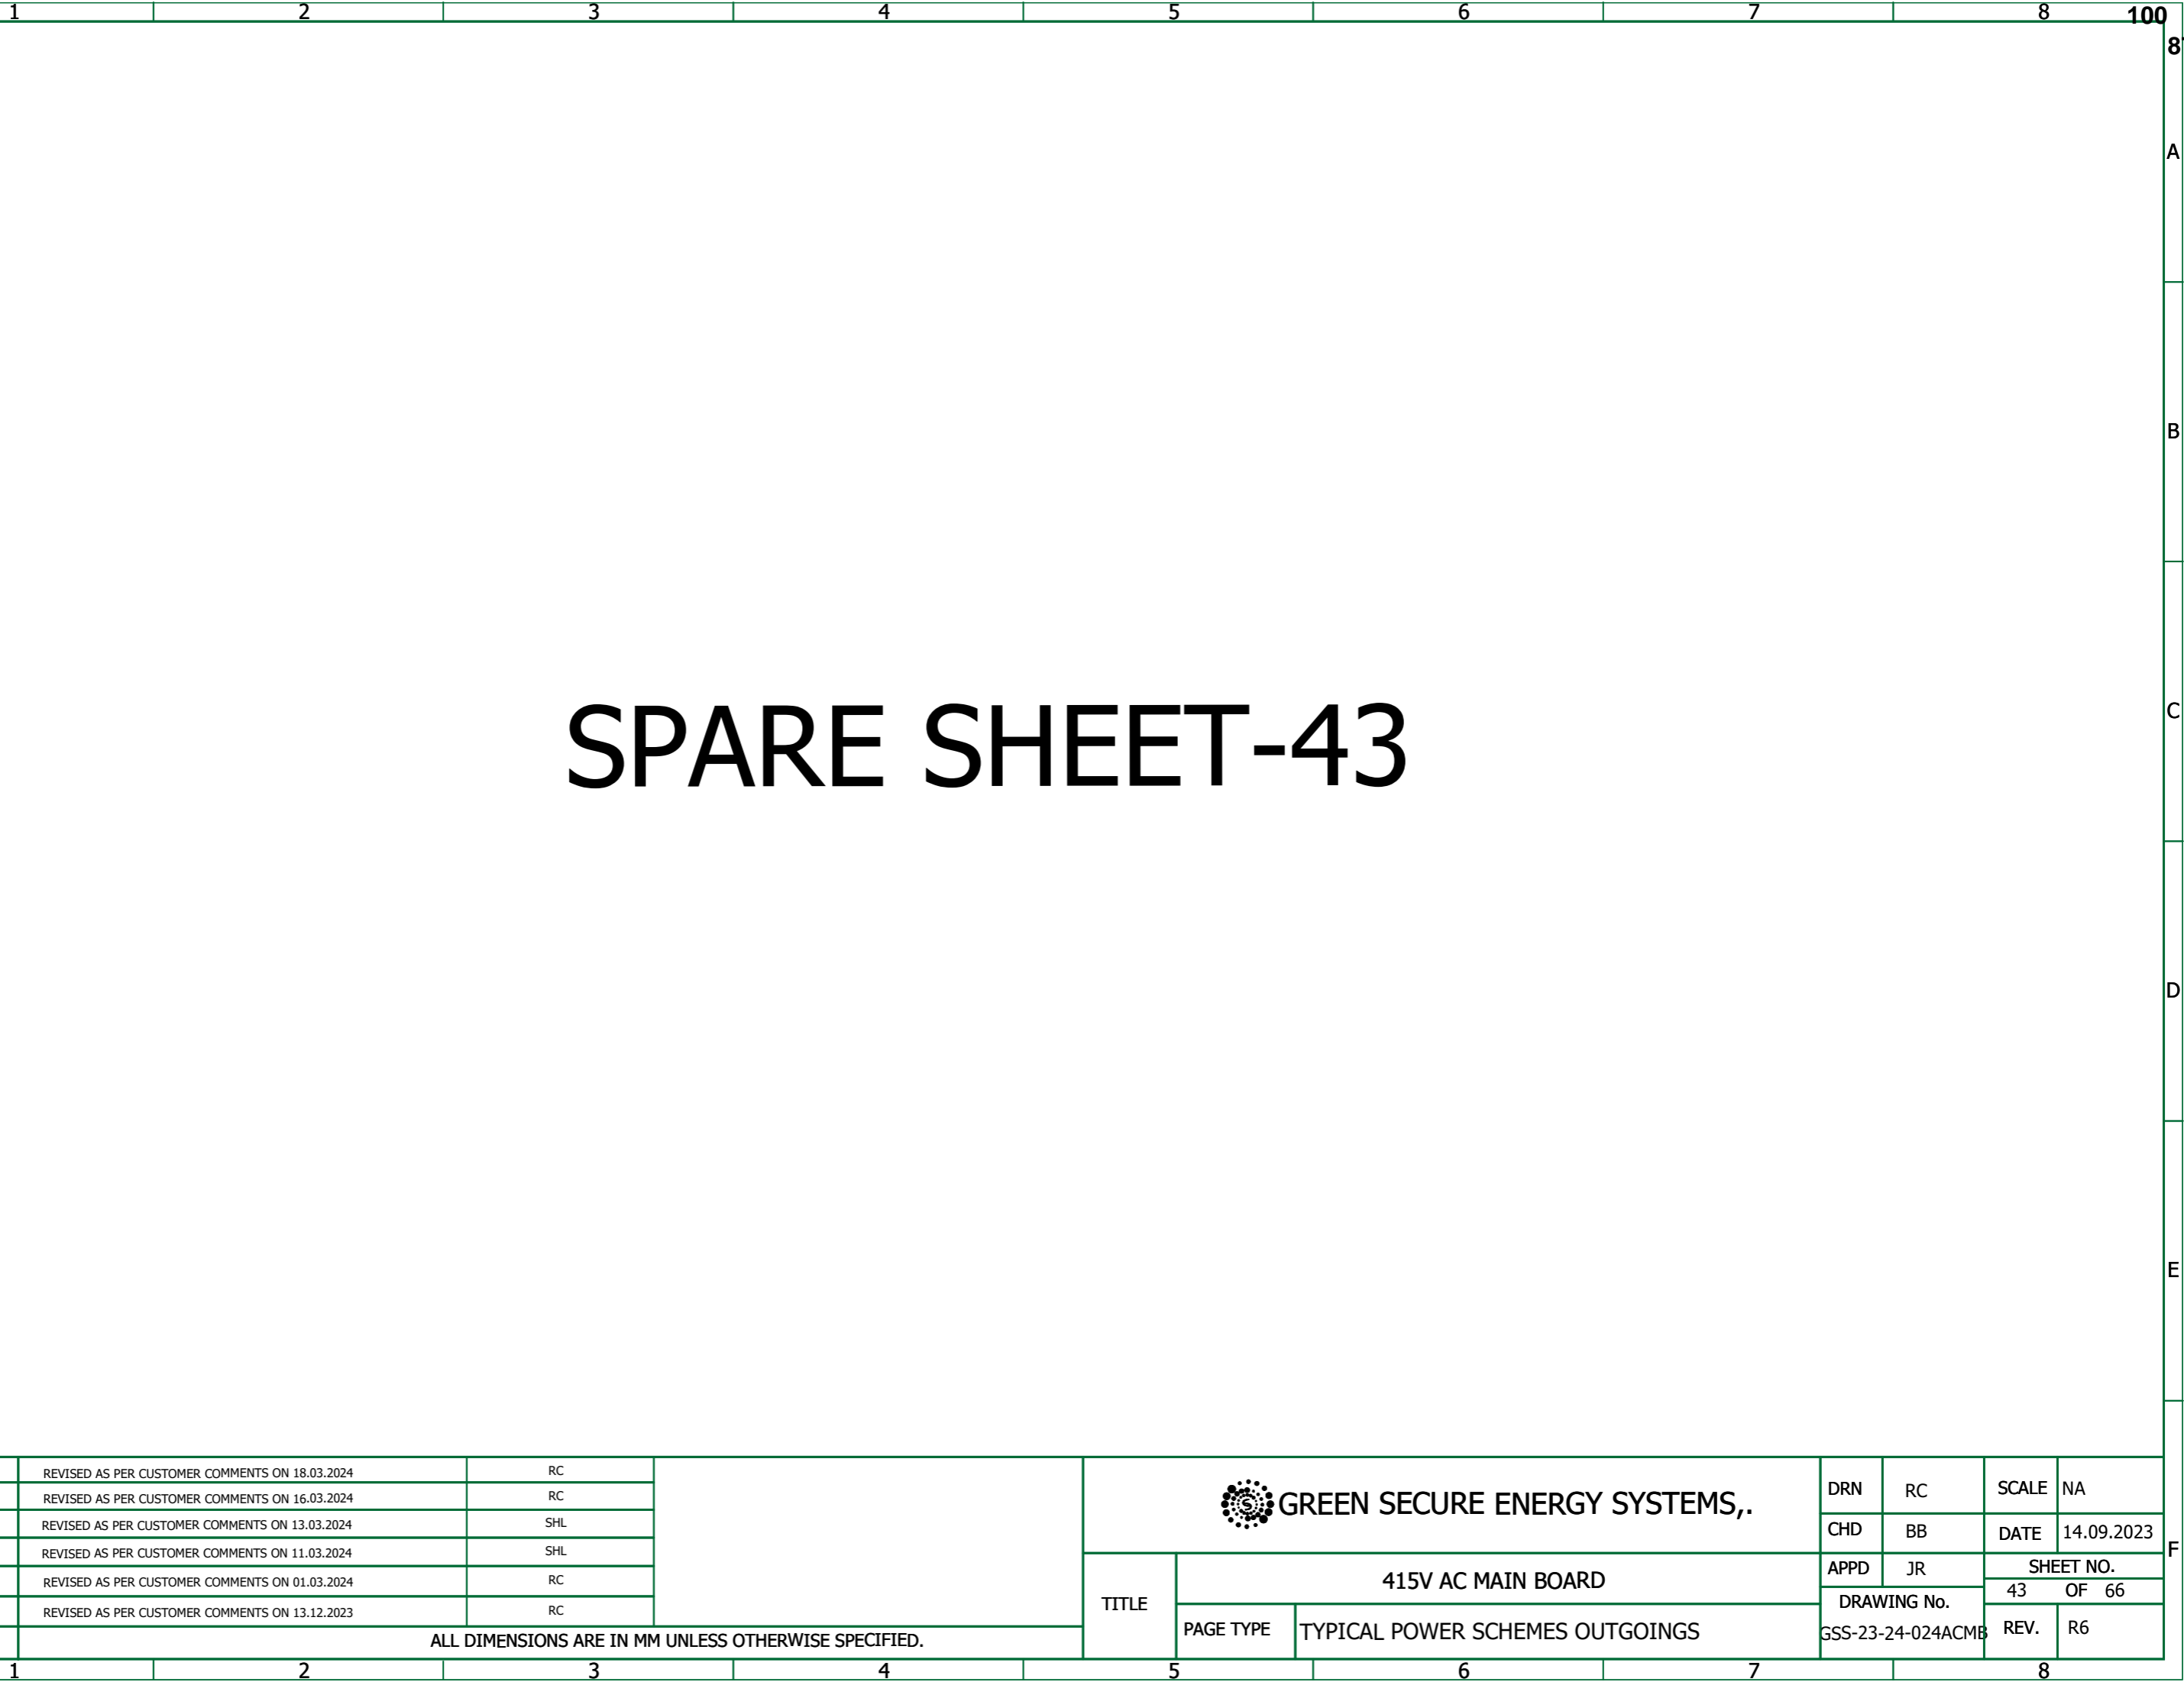 1 2 3 4 5 6 7 8 100
8
A
B
C
SPARE SHEET-43
D
E
F
REVISED AS PER CUSTOMER COMMENTS ON 18.03.2024 RC
REVISED AS PER CUSTOMER COMMENTS ON 16.03.2024 RC
REVISED AS PER CUSTOMER COMMENTS ON 13.03.2024 SHL
REVISED AS PER CUSTOMER COMMENTS ON 11.03.2024 SHL
REVISED AS PER CUSTOMER COMMENTS ON 01.03.2024 RC
REVISED AS PER CUSTOMER COMMENTS ON 13.12.2023 RC
ALL DIMENSIONS ARE IN MM UNLESS OTHERWISE SPECIFIED.
S GREEN SECURE ENERGY SYSTEMS,.
TITLE 415V AC MAIN BOARD
PAGE TYPE TYPICAL POWER SCHEMES OUTGOINGS
DRN RC SCALE NA
CHD BB DATE 14.09.2023
APPD JR SHEET NO.
43 OF 66
DRAWING No.
GSS-23-24-024ACMB REV. R6
1 2 3 4 5 6 7 8